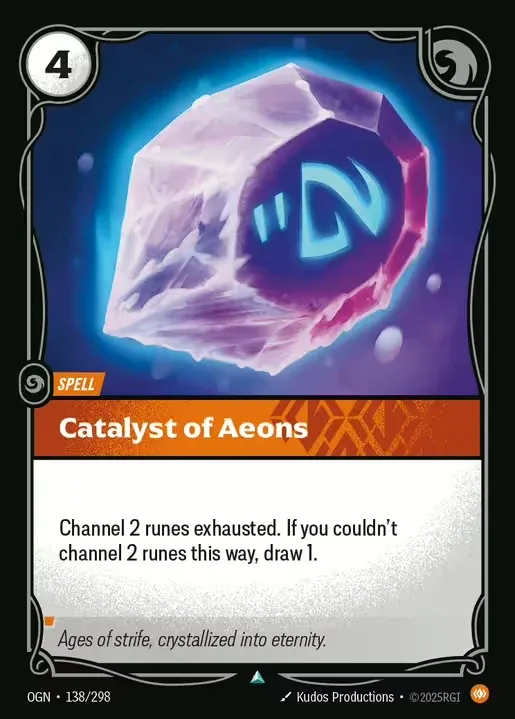 4
SPELL
Catalyst of Aeons
Channel 2 runes exhausted. If you couldn't
channel 2 runes this way, draw 1.
Ages of strife, crystallized into eternity.
OGN • 138/298
Kudos Productions • ©2025RGI